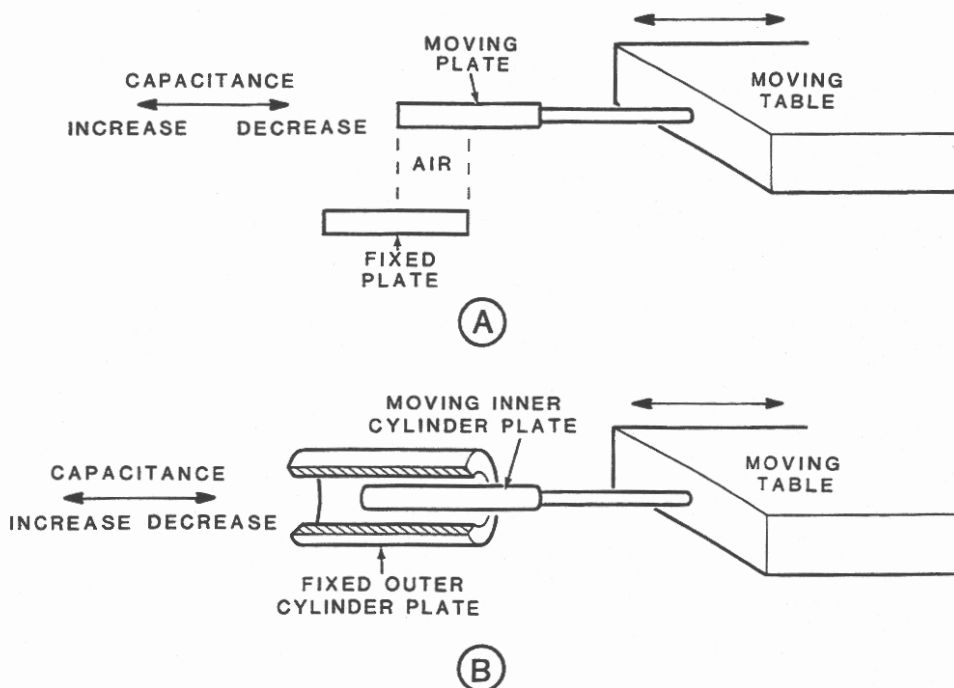 MOVING
PLATE
CAPACITANCE
INCREASE DECREASE
MOVING
TABLE
AIR
FIXED
PLATE
A
MOVING INNER
CYLINDER PLATE
CAPACITANCE
INCREASE DECREASE
MOVING
TABLE
FIXED OUTER
CYLINDER PLATE
B